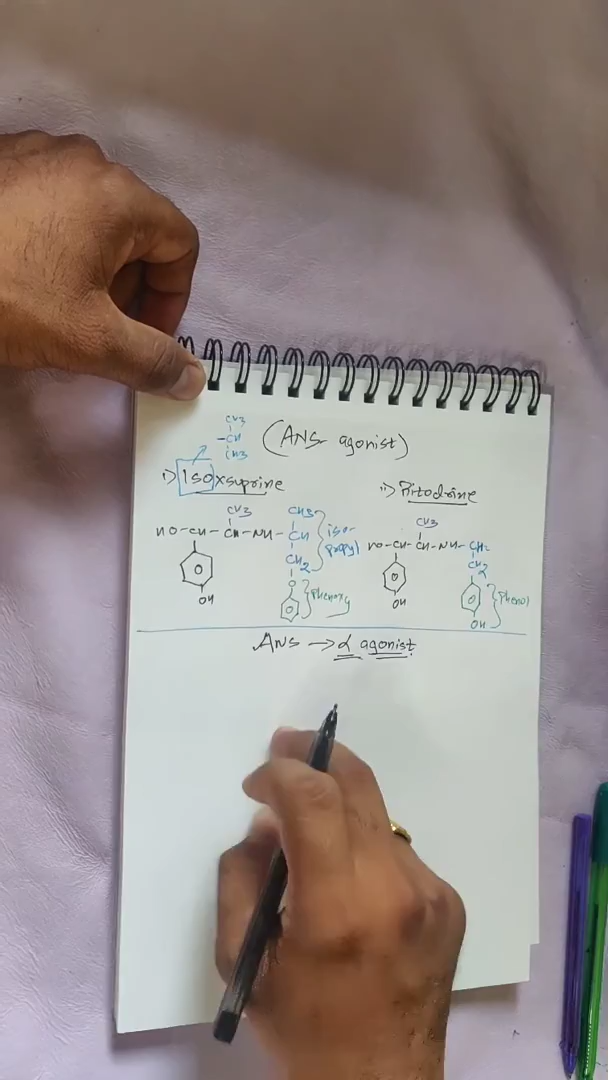 (ANS agonist)
CH3
-CH
CH3
i) Isoxsuprine
ii) Ritodrine
CH3
CH3
CH3
HO-CH-CH-NH-CH
iso-
propyl
HO-CH-CH-NH-CH2
CH2
CH2
O
OH
Phenoxy
OH
Phenol
OH
ANS → α agonist.